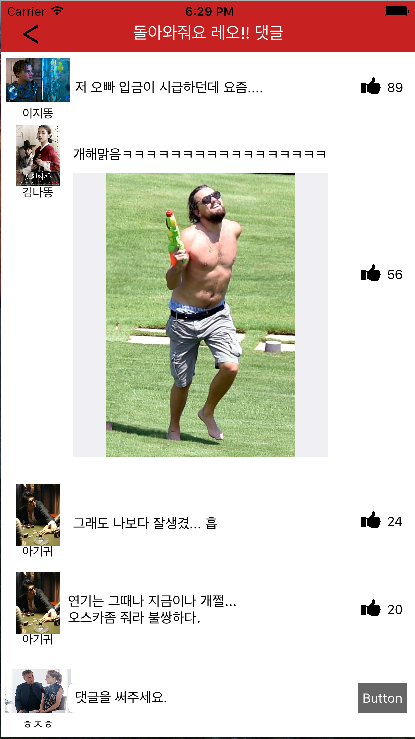 Carrier 6:29 PM
돌아와줘요 레오!! 댓글
저 오빠 입금이 시급하던데 요즘....
89
이지똥
개해맑음ㅋㅋㅋㅋㅋㅋㅋㅋㅋㅋㅋㅋㅋㅋㅋㅋㅋ
김나똥
56
그래도 나보다 잘생겼... 흡
24
아기귀
연기는 그때나 지금이나 개쩔...
오스카좀 줘라 불쌍하다.
20
아기귀
댓글을 써주세요.
Button
ㅎㅈㅎ